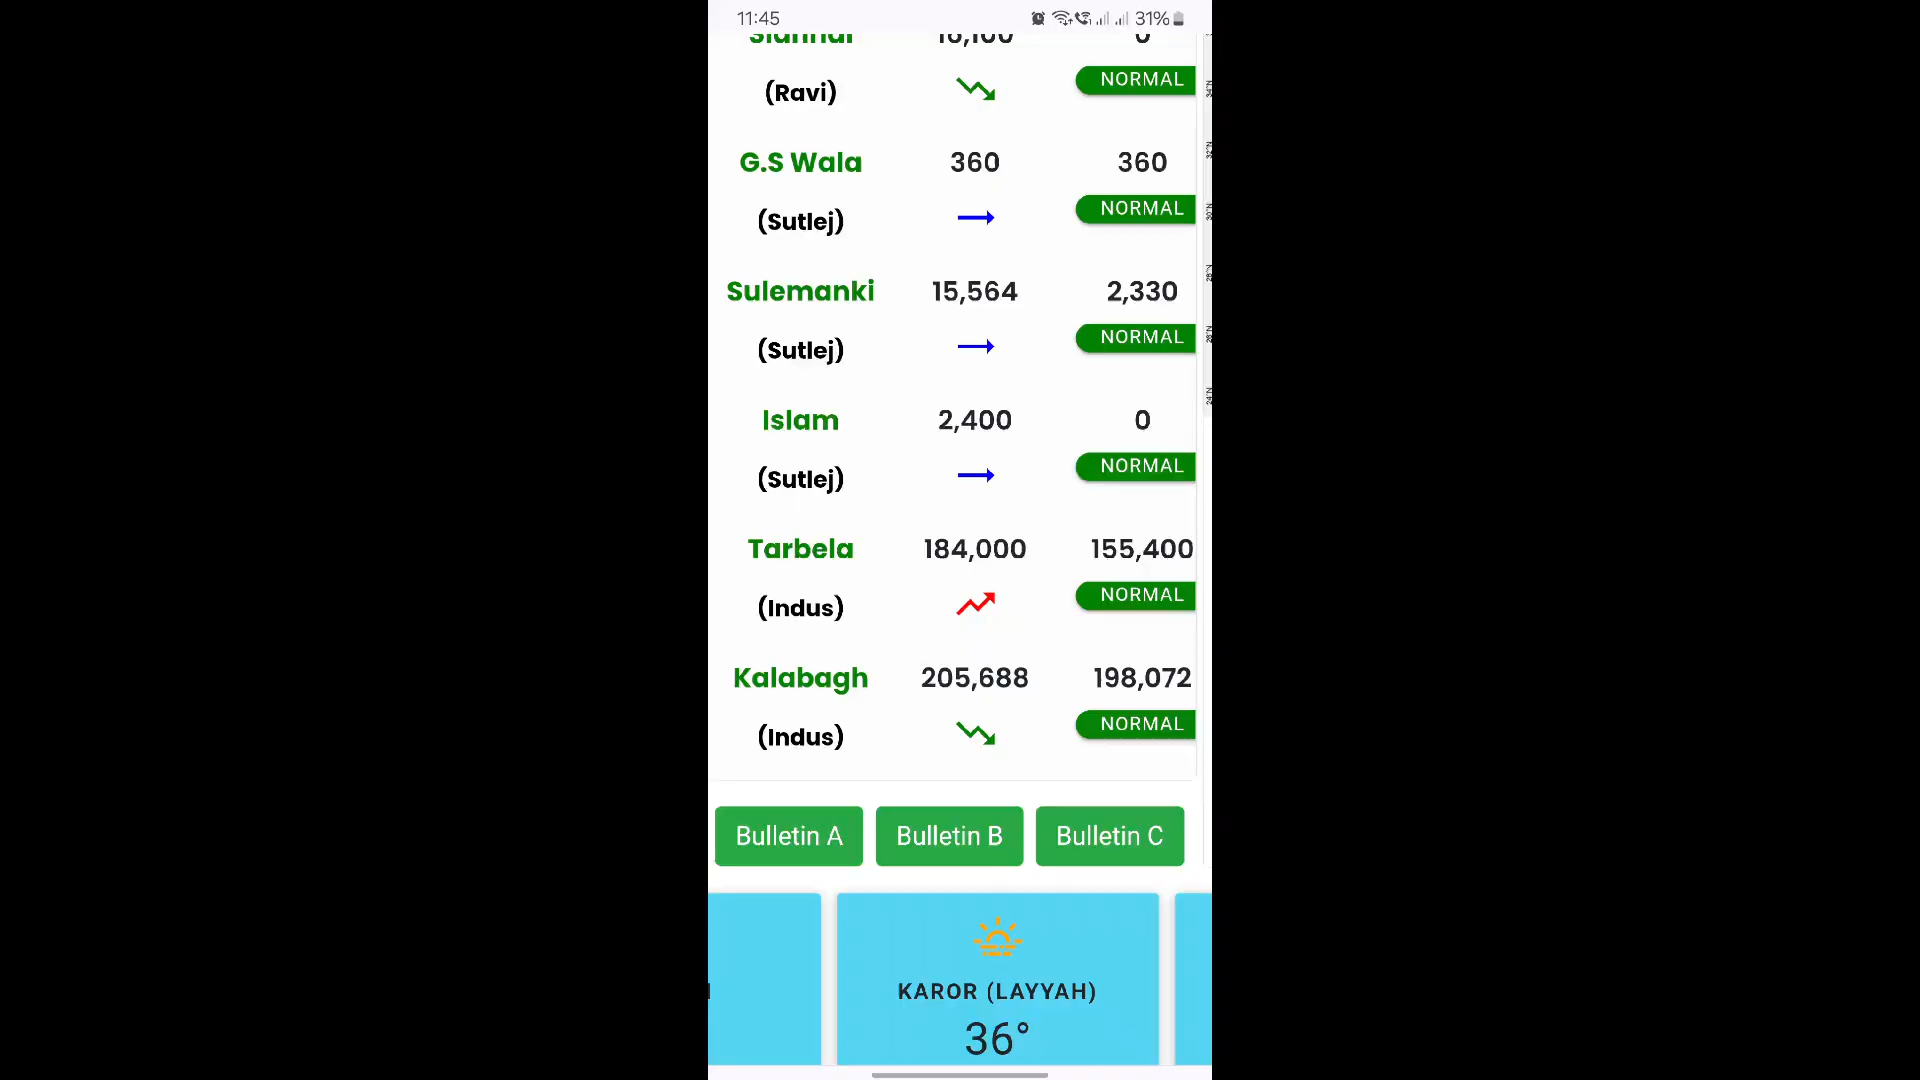 11:45 31%
(Ravi) NORMAL
G.S Wala 360 360
(Sutlej) NORMAL
Sulemanki 15,564 2,330
(Sutlej) NORMAL
Islam 2,400 0
(Sutlej) NORMAL
Tarbela 184,000 155,400
(Indus) NORMAL
Kalabagh 205,688 198,072
(Indus) NORMAL
Bulletin A Bulletin B Bulletin C
KAROR (LAYYAH)
36°